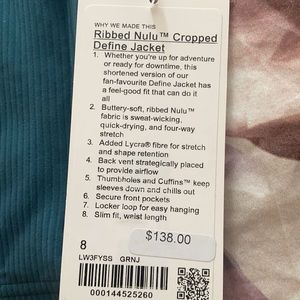 WHY WE MADE THIS
Ribbed Nulu™ Cropped
Define Jacket
1. Whether you're up for adventure
or ready for downtime, this
shortened version of our
fan-favourite Define Jacket has
a feel-good fit that can do it
all
2. Buttery-soft, ribbed Nulu™
fabric is sweat-wicking,
quick-drying, and four-way
stretch
3. Added Lycra® fibre for stretch
and shape retention
4. Back vent strategically placed
to provide airflow
5. Thumbholes and Cuffins™ keep
sleeves down and chills out
6. Secure front pockets
7. Locker loop for easy hanging
8. Slim fit, waist length
8
$138.00
LW3FYSS GRNJ
000144525260